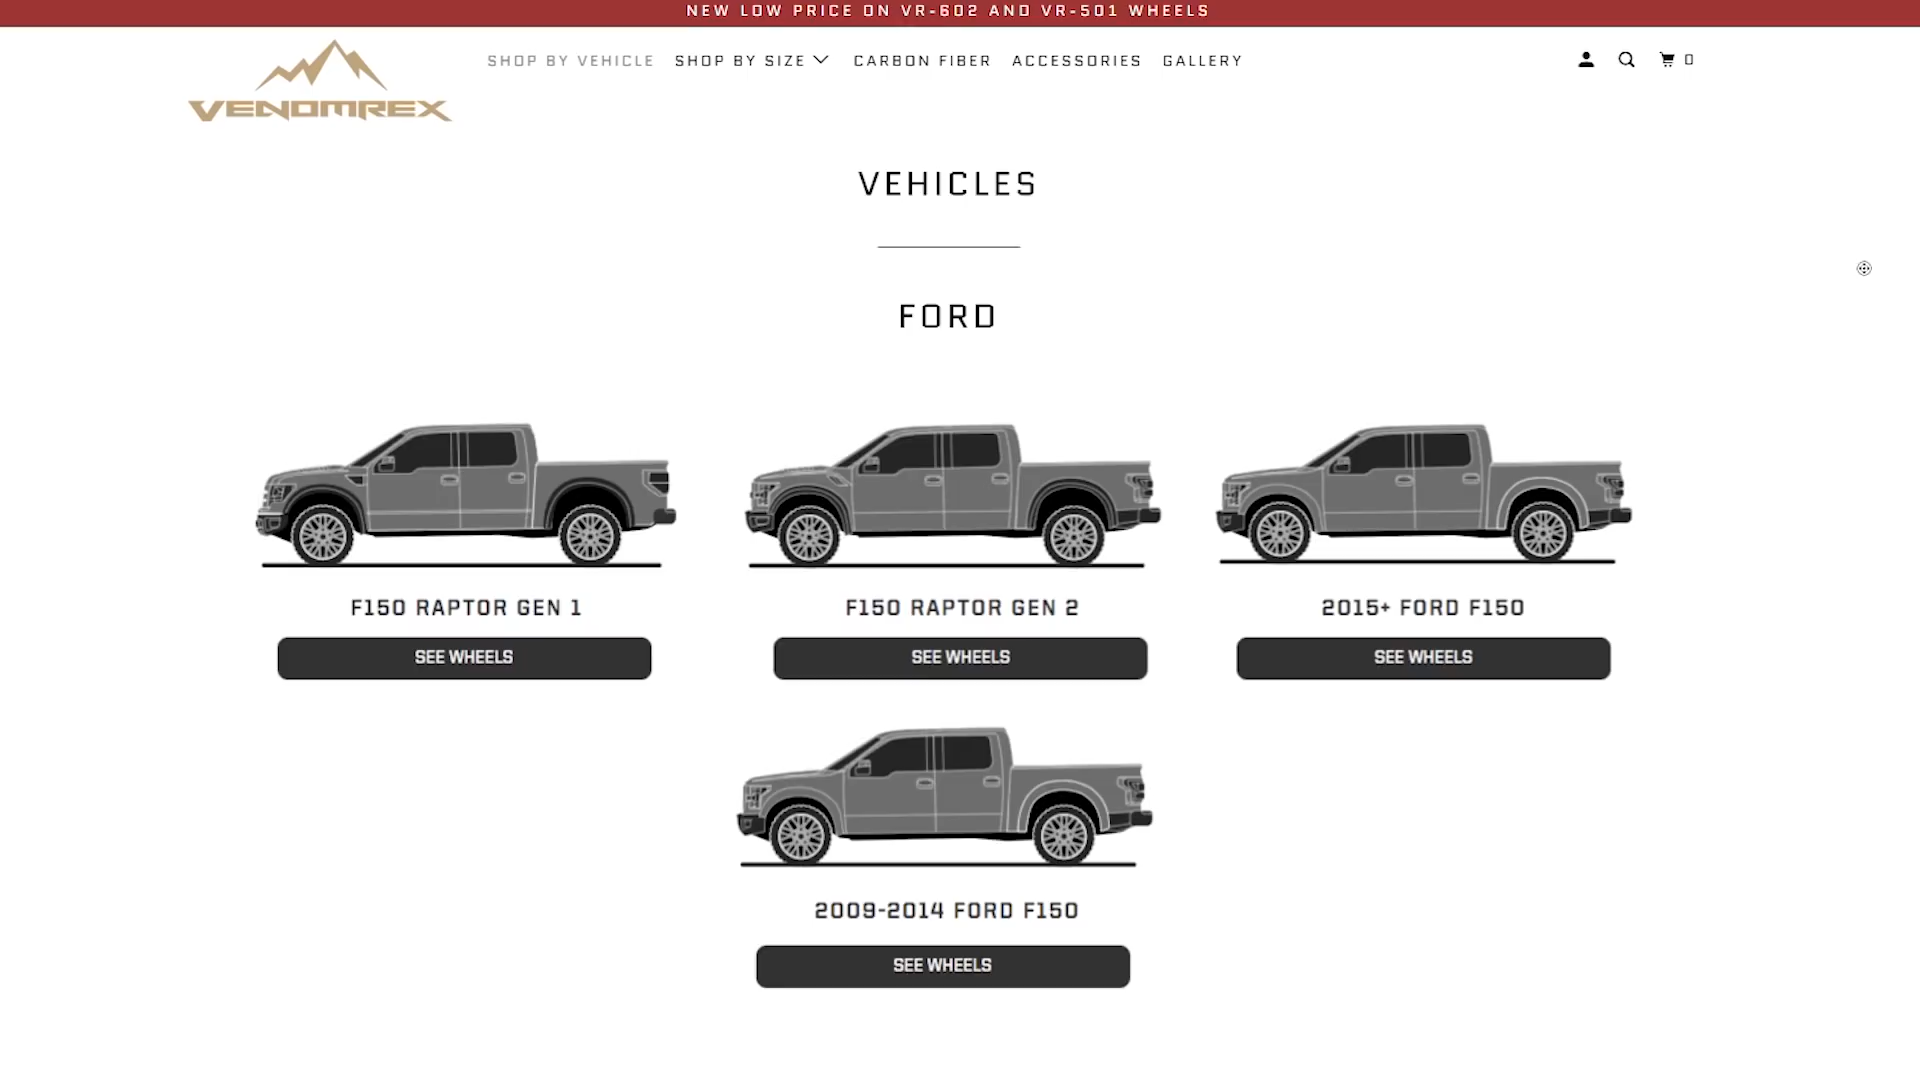 NEW LOW PRICE ON VR-602 AND VR-501 WHEELS
VENOMREX
SHOP BY VEHICLE SHOP BY SIZE CARBON FIBER ACCESSORIES GALLERY 0
VEHICLES
FORD
F150 RAPTOR GEN 1 F150 RAPTOR GEN 2 2015+ FORD F150
SEE WHEELS SEE WHEELS SEE WHEELS
2009-2014 FORD F150
SEE WHEELS